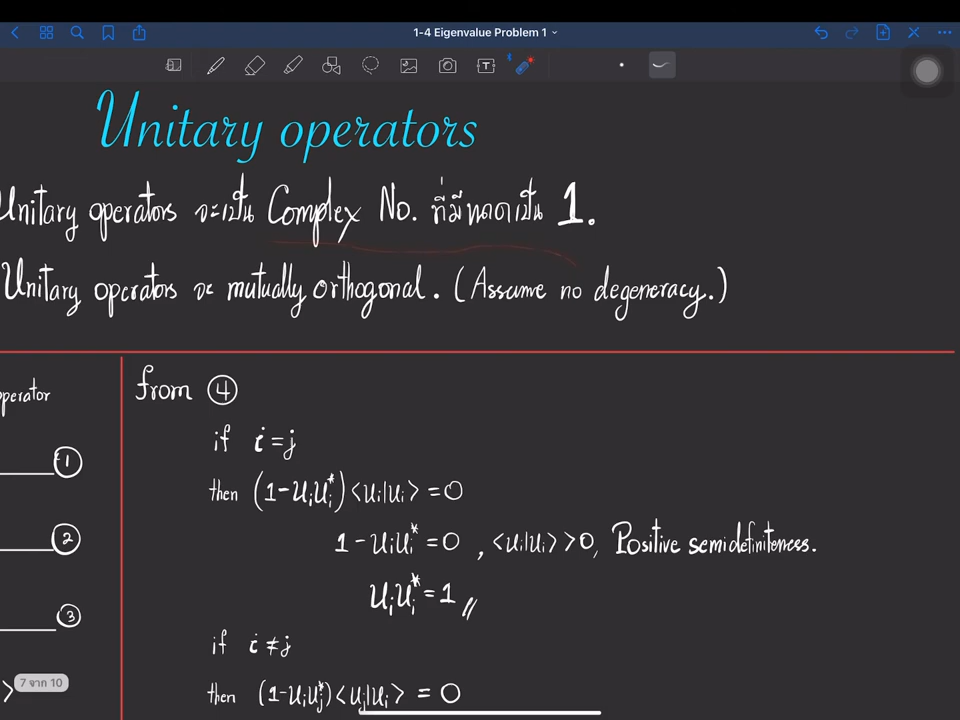 1-4 Eigenvalue Problem 1
Unitary operators
Unitary operators จะเป็น Complex No. ที่มีขนาดเป็น 1.
Unitary operators จะ mutually orthogonal. (Assume no degeneracy.)
operator
①
②
③
>
from ④
if i = j
then (1-uᵢuᵢ*)<uᵢ|uᵢ> = 0
1 - uᵢuᵢ* = 0 , <uᵢ|uᵢ> > 0, Positive semidefiniteness.
uᵢuᵢ* = 1 //
if i ≠ j
then (1-uᵢuⱼ*)<uⱼ|uᵢ> = 0
7 จาก 10